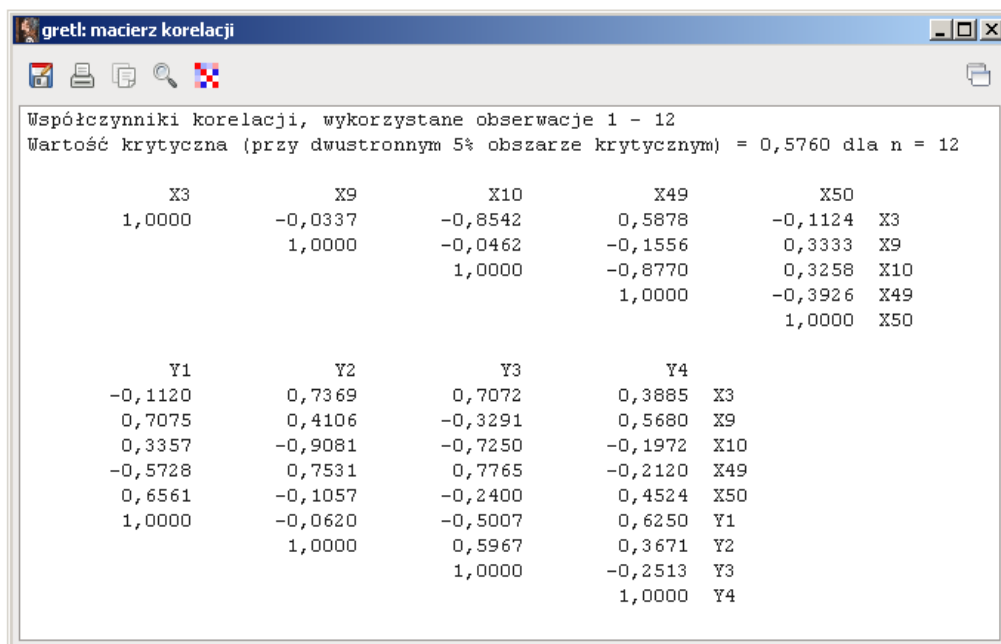 gretl: macierz korelacji
Współczynniki korelacji, wykorzystane obserwacje 1 - 12
Wartość krytyczna (przy dwustronnym 5% obszarze krytycznym) = 0,5760 dla n = 12
X3 X9 X10 X49 X50
1,0000 -0,0337 -0,8542 0,5878 -0,1124 X3
1,0000 -0,0462 -0,1556 0,3333 X9
1,0000 -0,8770 0,3258 X10
1,0000 -0,3926 X49
1,0000 X50
Y1 Y2 Y3 Y4
-0,1120 0,7369 0,7072 0,3885 X3
0,7075 0,4106 -0,3291 0,5680 X9
0,3357 -0,9081 -0,7250 -0,1972 X10
-0,5728 0,7531 0,7765 -0,2120 X49
0,6561 -0,1057 -0,2400 0,4524 X50
1,0000 -0,0620 -0,5007 0,6250 Y1
1,0000 0,5967 0,3671 Y2
1,0000 -0,2513 Y3
1,0000 Y4